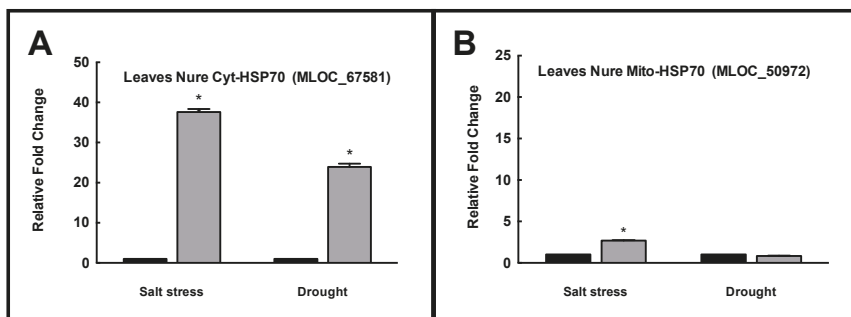 A
Leaves Nure Cyt-HSP70 (MLOC_67581)
Relative Fold Change
50
40
30
20
10
0
*
*
Salt stress
Drought
B
Leaves Nure Mito-HSP70 (MLOC_50972)
Relative Fold Change
25
20
15
10
5
0
*
Salt stress
Drought